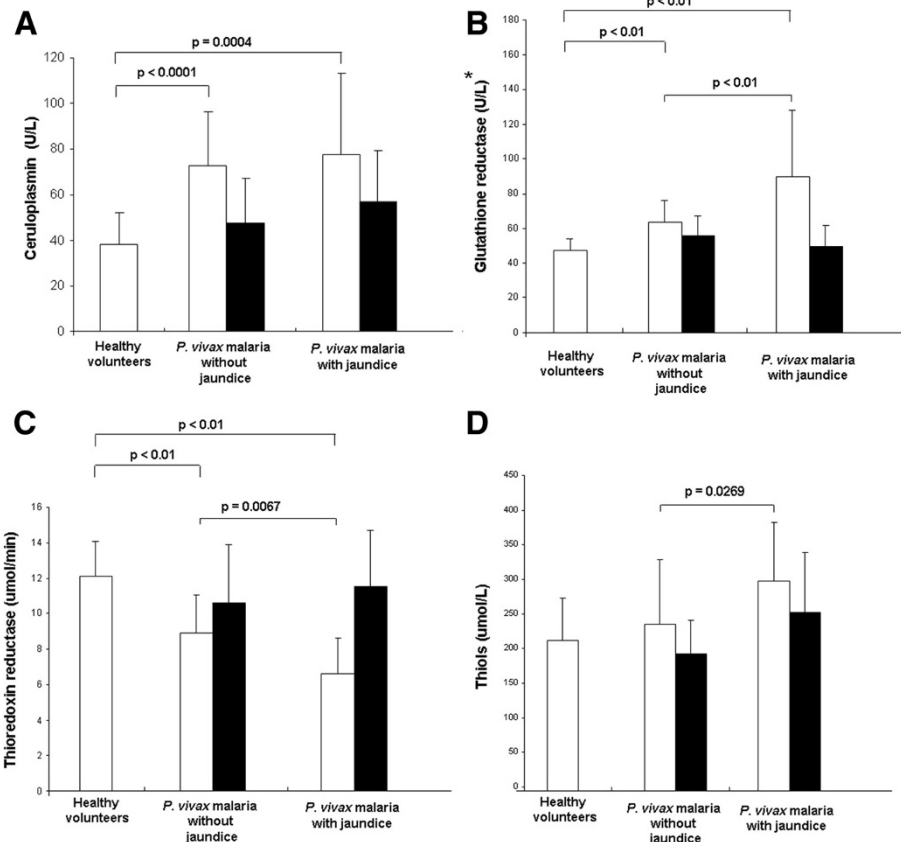 A
p = 0.0004
p < 0.0001
Ceruloplasmin (U/L)
120
100
80
60
40
20
0
Healthy
volunteers
P. vivax malaria
without
jaundice
P. vivax malaria
with jaundice
B
p < 0.01
p < 0.01
p < 0.01
*
Glutathione reductase (U/L)
180
160
140
120
100
80
60
40
20
0
Healthy
volunteers
P. vivax malaria
without
jaundice
P. vivax malaria
with jaundice
C
p < 0.01
p < 0.01
p = 0.0067
Thioredoxin reductase (umol/min)
16
14
12
10
8
6
4
2
0
Healthy
volunteers
P. vivax malaria
without
jaundice
P. vivax malaria
with jaundice
D
p = 0.0269
Thiols (umol/L)
450
400
350
300
250
200
150
100
50
0
Healthy
volunteers
P. vivax malaria
without
jaundice
P. vivax malaria
with jaundice